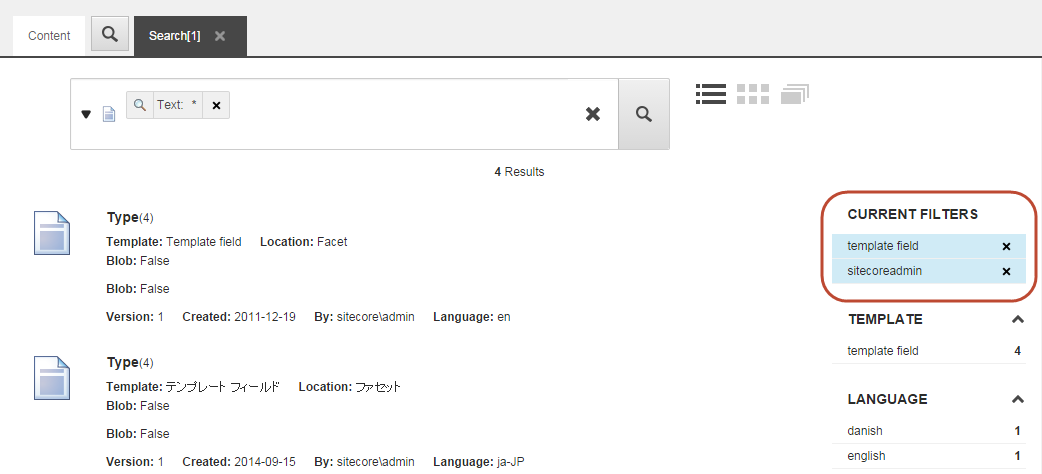 Content
Search[1]
Text: *
4 Results
Type(4)
Template: Template field Location: Facet
Blob: False
Blob: False
Version: 1 Created: 2011-12-19 By: sitecore\admin Language: en
Type(4)
Template: テンプレート フィールド Location: ファセット
Blob: False
Blob: False
Version: 1 Created: 2014-09-15 By: sitecore\admin Language: ja-JP
CURRENT FILTERS
template field
sitecoreadmin
TEMPLATE
template field 4
LANGUAGE
danish 1
english 1